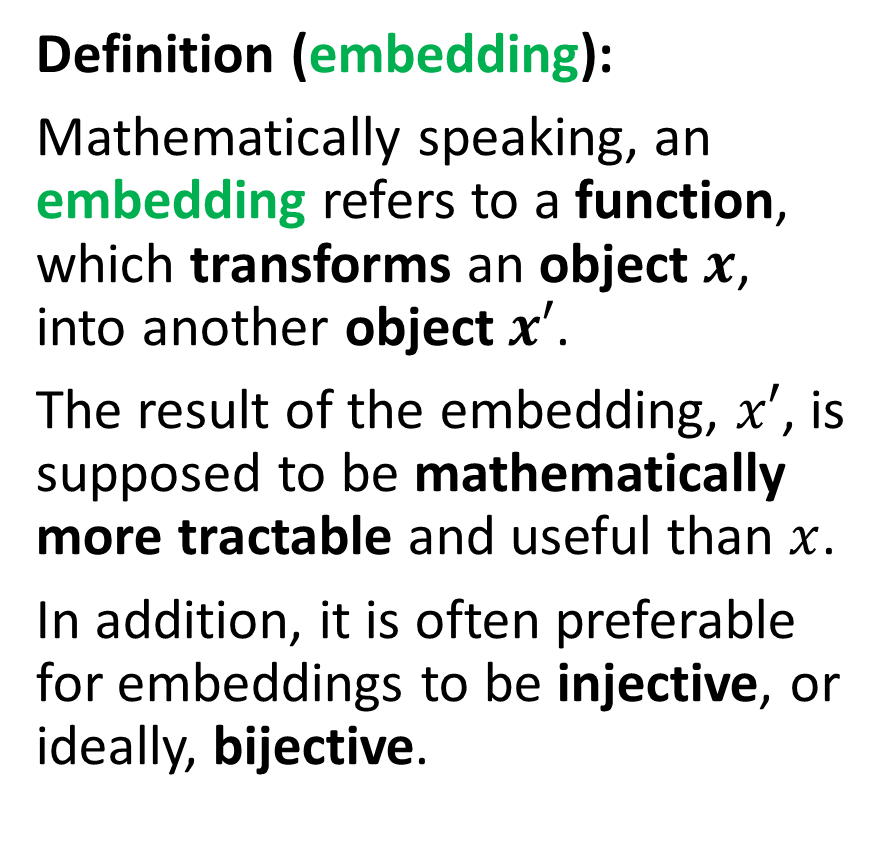 Definition (embedding):
Mathematically speaking, an
embedding refers to a function,
which transforms an object x,
into another object x′.
The result of the embedding, x′, is
supposed to be mathematically
more tractable and useful than x.
In addition, it is often preferable
for embeddings to be injective, or
ideally, bijective.